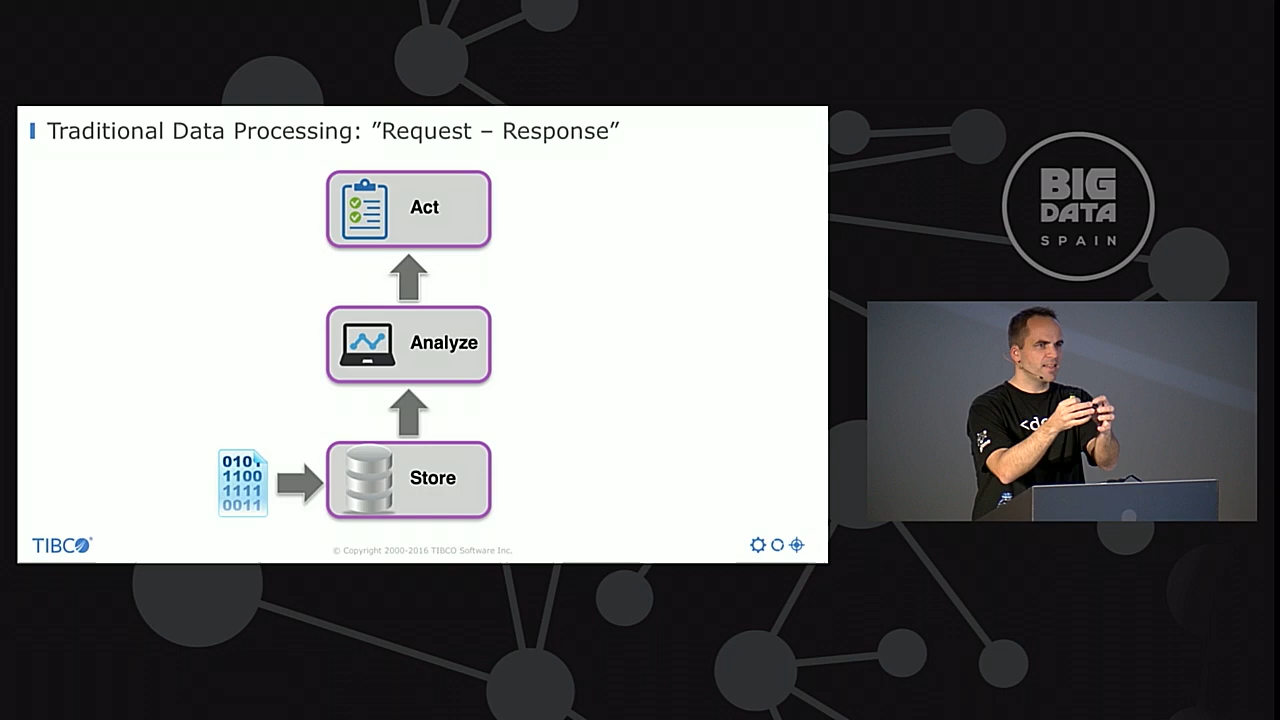 Traditional Data Processing: ”Request – Response”
Act
Analyze
Store
0101
1100
1111
0011
TIBCO
© Copyright 2000-2016 TIBCO Software Inc.
BIG
DATA
SPAIN